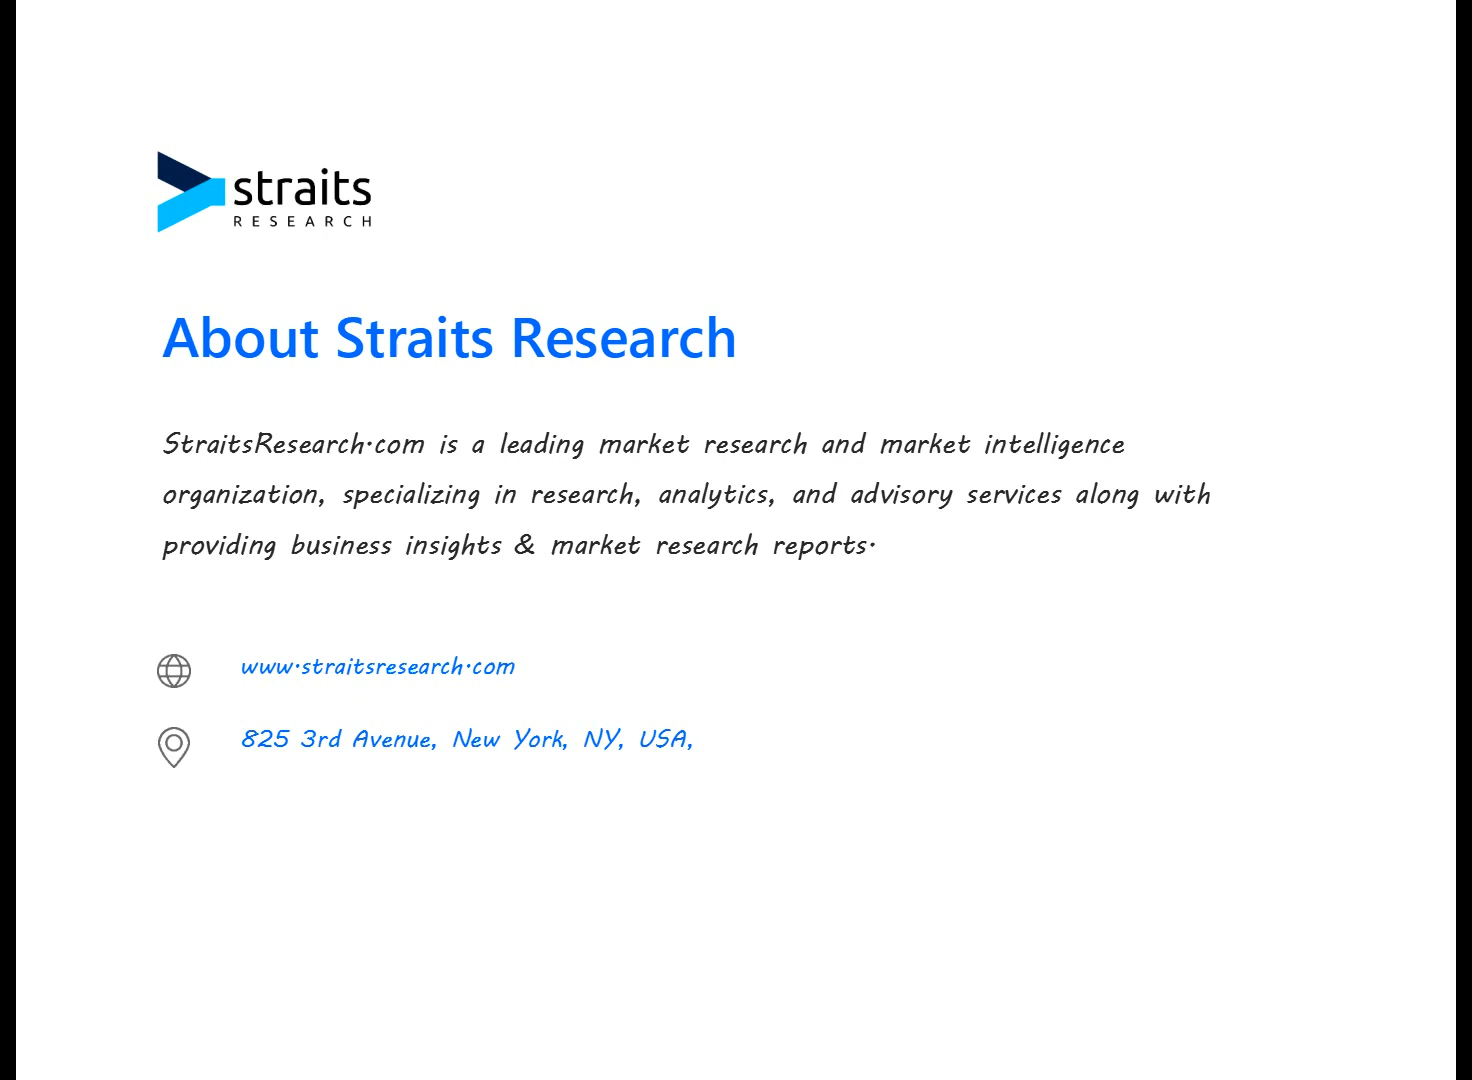 straits
RESEARCH
About Straits Research
StraitsResearch.com is a leading market research and market intelligence
organization, specializing in research, analytics, and advisory services along with
providing business insights & market research reports.
www.straitsresearch.com
825 3rd Avenue, New York, NY, USA,